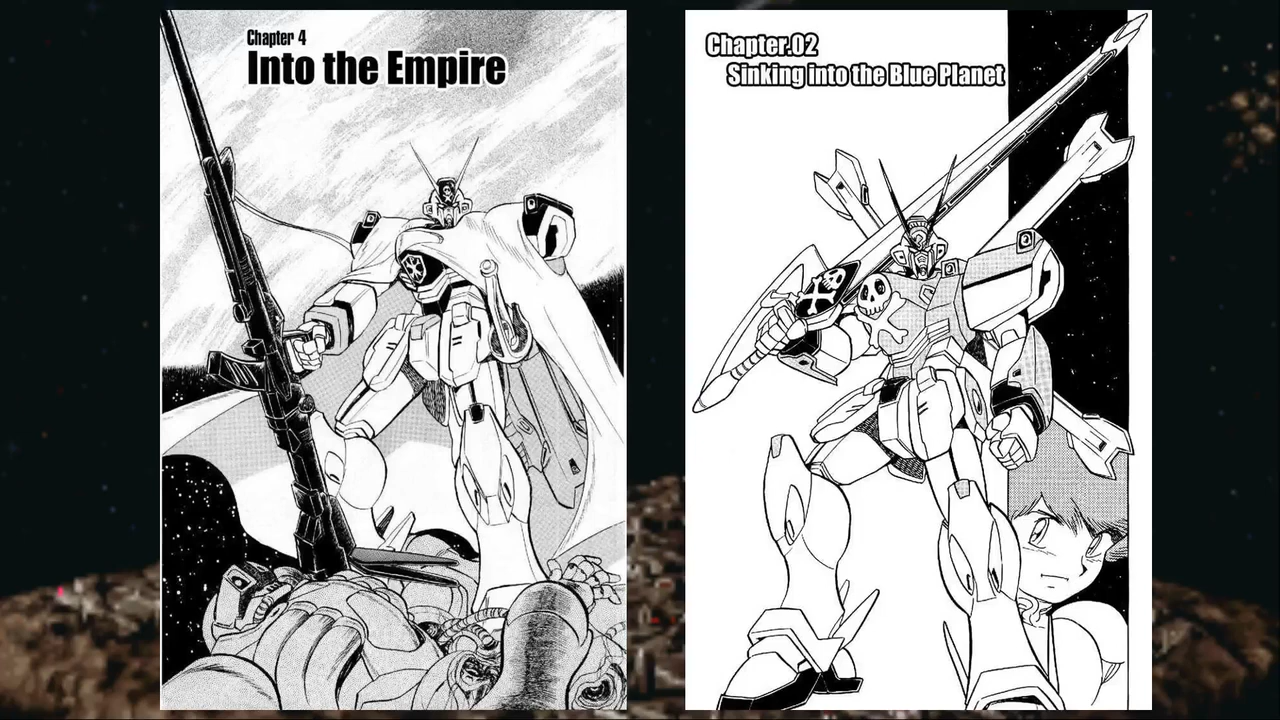 Chapter 4
Into the Empire
Chapter.02
Sinking into the Blue Planet